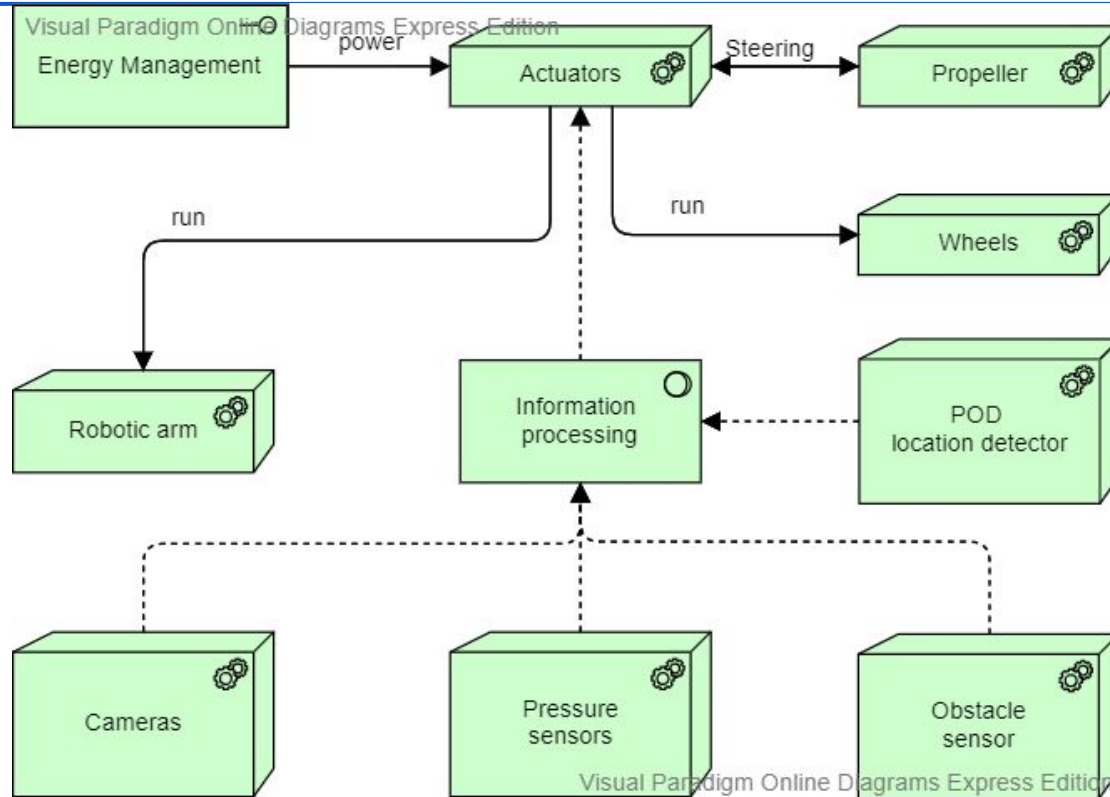 Visual Paradigm Online Diagrams Express Edition
Energy Management
power
Actuators
Steering
Propeller
run
run
Wheels
Robotic arm
Information
processing
POD
location detector
Cameras
Pressure
sensors
Obstacle
sensor
Visual Paradigm Online Diagrams Express Edition